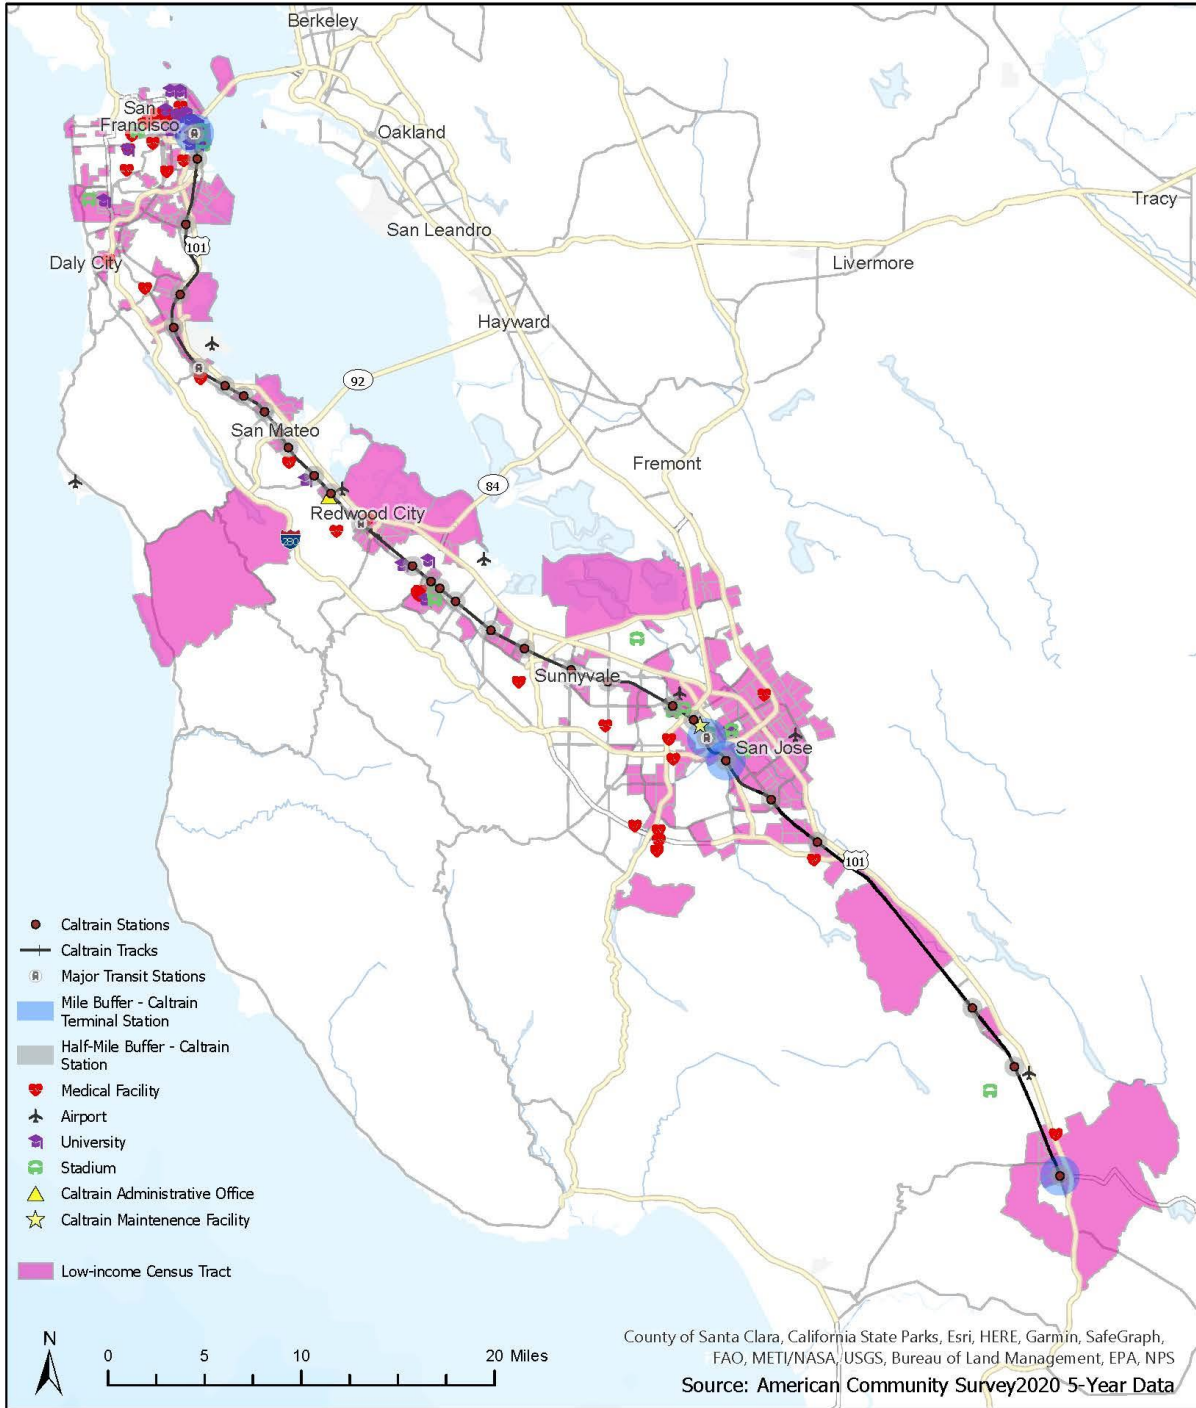 Berkeley
San
Francisco
Oakland
Tracy
San Leandro
101
Daly City
Livermore
Hayward
92
San Mateo
Fremont
84
Redwood City
280
Sunnyvale
San Jose
101
Caltrain Stations
Caltrain Tracks
Major Transit Stations
Mile Buffer - Caltrain
Terminal Station
Half-Mile Buffer - Caltrain
Station
Medical Facility
Airport
University
Stadium
Caltrain Administrative Office
Caltrain Maintenence Facility
Low-income Census Tract
N
0 5 10 20 Miles
County of Santa Clara, California State Parks, Esri, HERE, Garmin, SafeGraph,
FAO, METI/NASA, USGS, Bureau of Land Management, EPA, NPS
Source: American Community Survey2020 5-Year Data